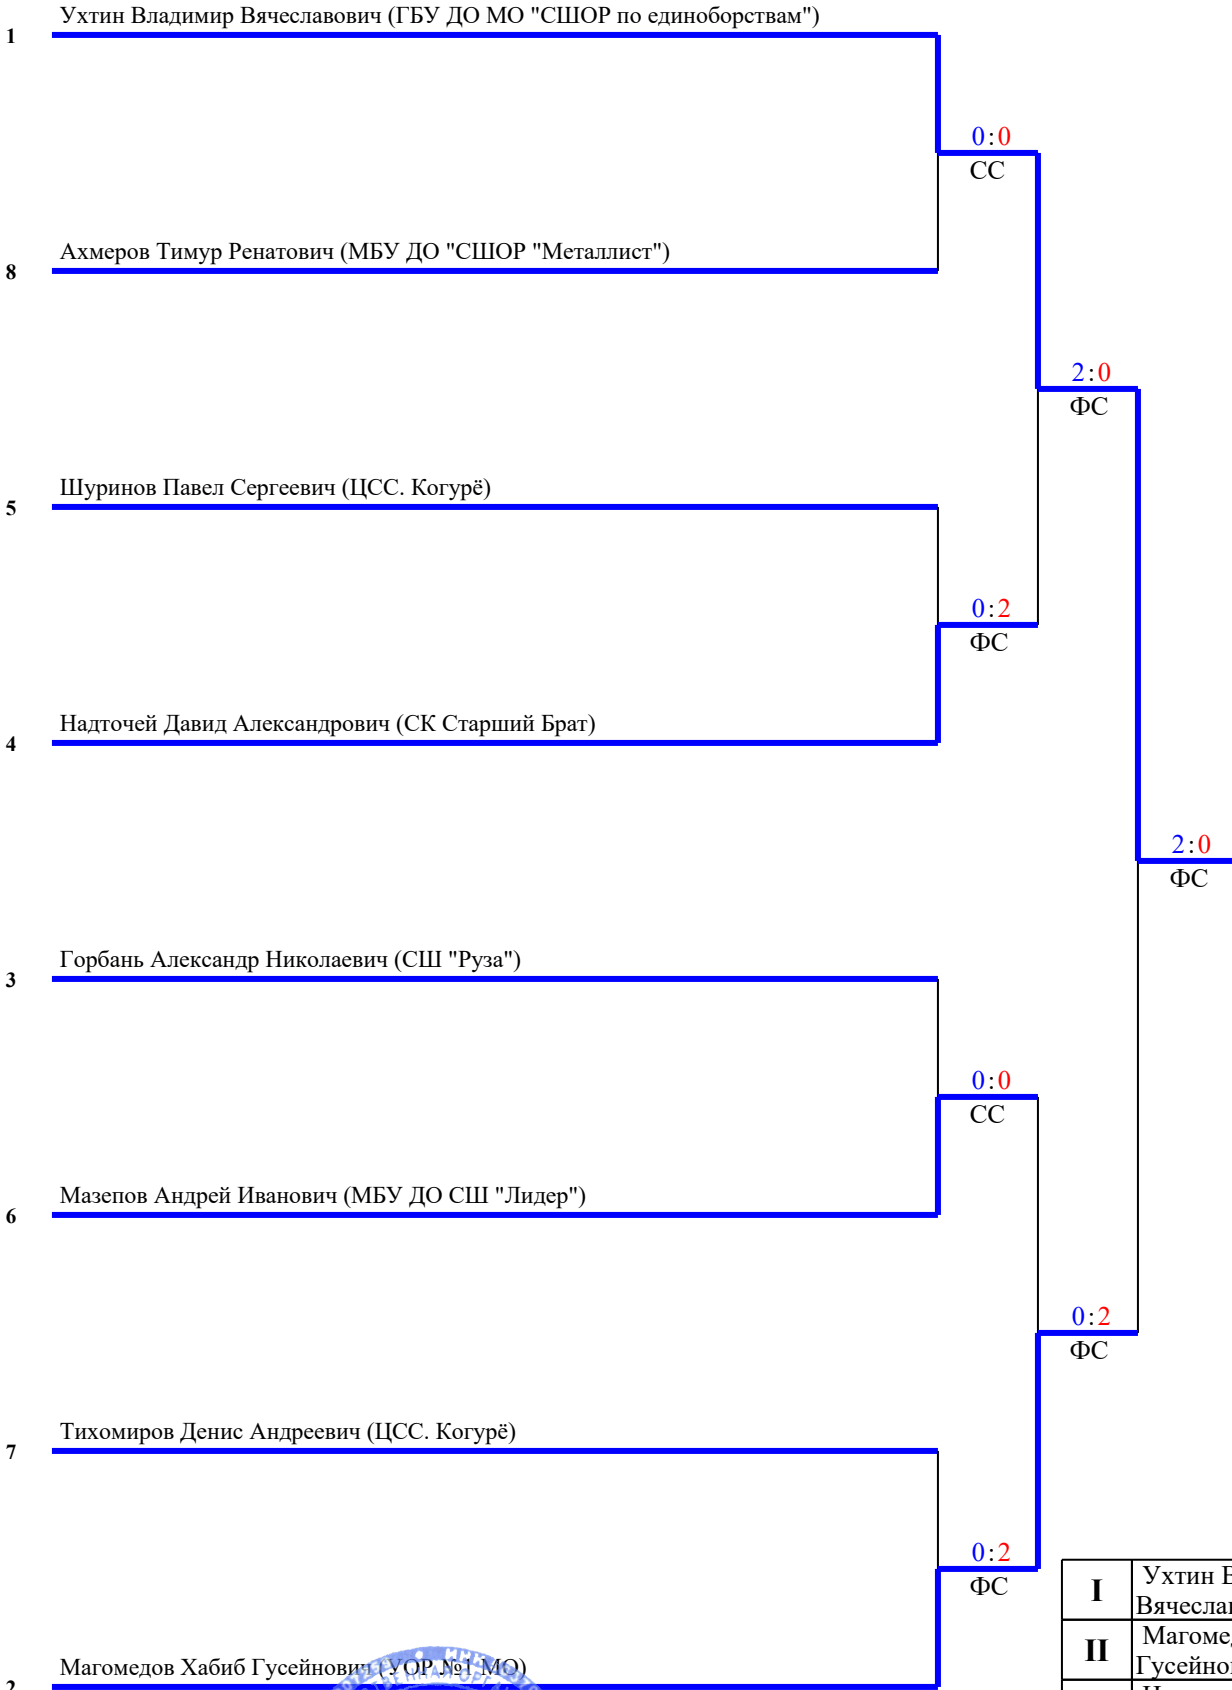 Ухтин Владимир Вячеславович (ГБУ ДО МО "СШОР по единоборствам")
1
0:0
СС
Ахмеров Тимур Ренатович (МБУ ДО "СШОР "Металлист")
8
2:0
ФС
Шуринов Павел Сергеевич (ЦСС. Когурё)
5
0:2
ФС
Надточей Давид Александрович (СК Старший Брат)
4
2:0
ФС
Горбань Александр Николаевич (СШ "Руза")
3
0:0
СС
Мазепов Андрей Иванович (МБУ ДО СШ "Лидер")
6
0:2
ФС
Тихомиров Денис Андреевич (ЦСС. Когурё)
7
0:2
ФС
I Ухтин В
Вячесла
II Магоме
Гусейно
Магомедов Хабиб Гусейнович (УОР №1 МО)
2